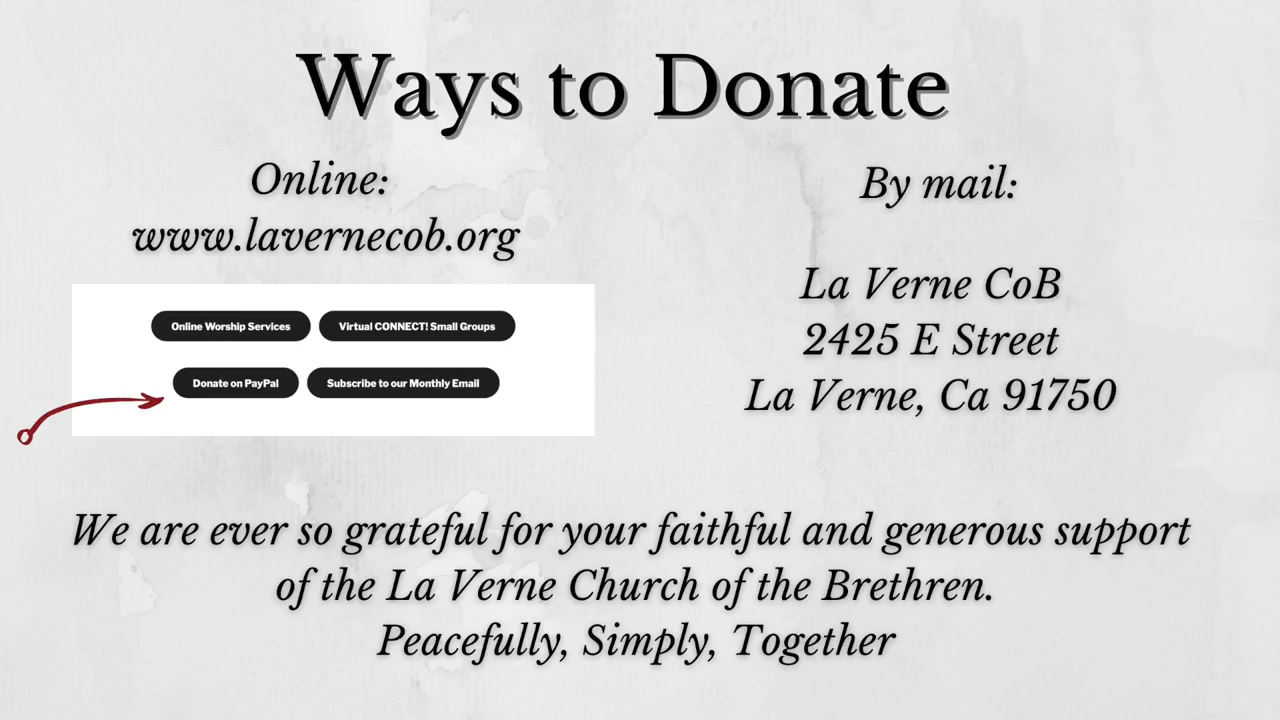 Ways to Donate
Online:
www.lavernecob.org
Online Worship Services
Virtual CONNECT! Small Groups
Donate on PayPal
Subscribe to our Monthly Email
By mail:
La Verne CoB
2425 E Street
La Verne, Ca 91750
We are ever so grateful for your faithful and generous support
of the La Verne Church of the Brethren.
Peacefully, Simply, Together